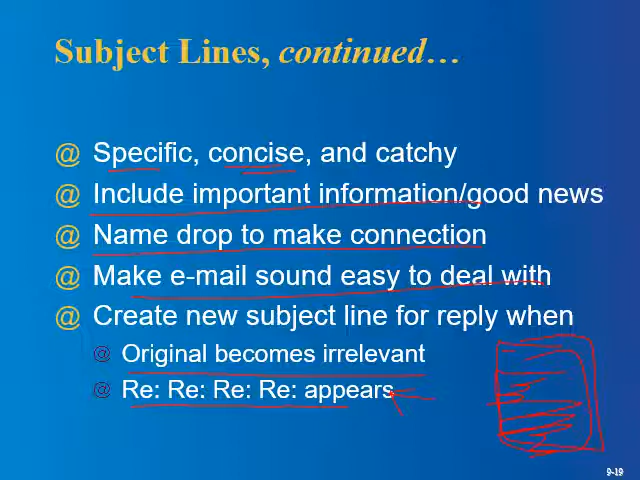 Subject Lines, continued…
@ Specific, concise, and catchy
@ Include important information/good news
@ Name drop to make connection
@ Make e-mail sound easy to deal with
@ Create new subject line for reply when
@ Original becomes irrelevant
@ Re: Re: Re: Re: appears
9-19